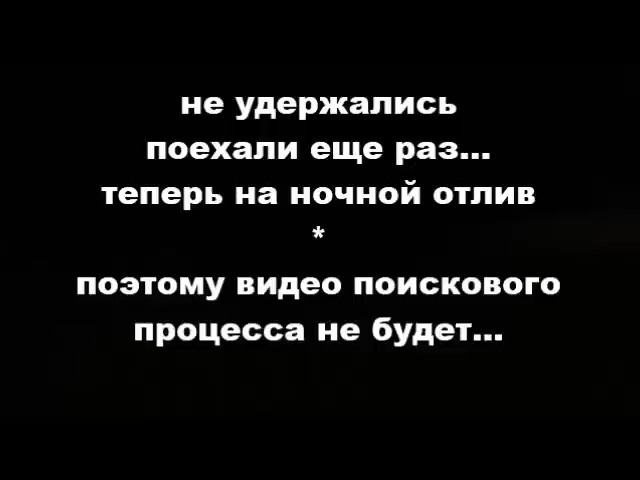 не удержались
поехали еще раз...
теперь на ночной отлив
*
поэтому видео поискового
процесса не будет...